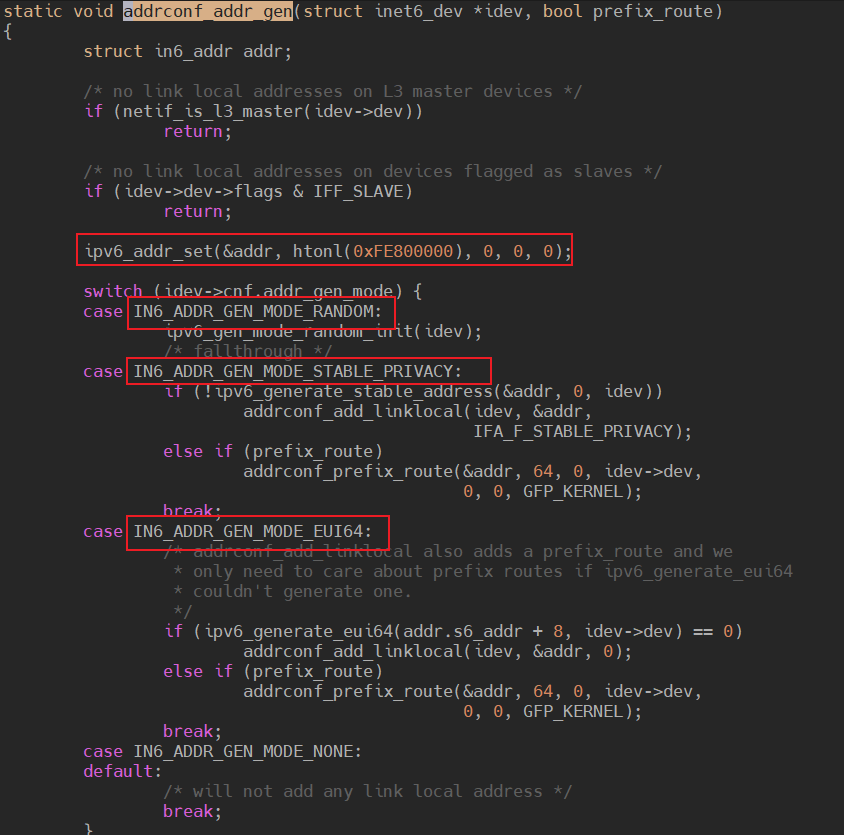 static void addrconf_addr_gen(struct inet6_dev *idev, bool prefix_route)
{
        struct in6_addr addr;

        /* no link local addresses on L3 master devices */
        if (netif_is_l3_master(idev->dev))
                return;

        /* no link local addresses on devices flagged as slaves */
        if (idev->dev->flags & IFF_SLAVE)
                return;

        ipv6_addr_set(&addr, htonl(0xFE800000), 0, 0, 0);

        switch (idev->cnf.addr_gen_mode) {
        case IN6_ADDR_GEN_MODE_RANDOM:
                ipv6_gen_mode_random_init(idev);
                /* fallthrough */
        case IN6_ADDR_GEN_MODE_STABLE_PRIVACY:
                if (!ipv6_generate_stable_address(&addr, 0, idev))
                        addrconf_add_linklocal(idev, &addr,
                                               IFA_F_STABLE_PRIVACY);
                else if (prefix_route)
                        addrconf_prefix_route(&addr, 64, 0, idev->dev,
                                              0, 0, GFP_KERNEL);
                break;
        case IN6_ADDR_GEN_MODE_EUI64:
                /* addrconf_add_linklocal also adds a prefix_route and we
                 * only need to care about prefix routes if ipv6_generate_eui64
                 * couldn't generate one.
                 */
                if (ipv6_generate_eui64(addr.s6_addr + 8, idev->dev) == 0)
                        addrconf_add_linklocal(idev, &addr, 0);
                else if (prefix_route)
                        addrconf_prefix_route(&addr, 64, 0, idev->dev,
                                              0, 0, GFP_KERNEL);
                break;
        case IN6_ADDR_GEN_MODE_NONE:
        default:
                /* will not add any link local address */
                break;
        }